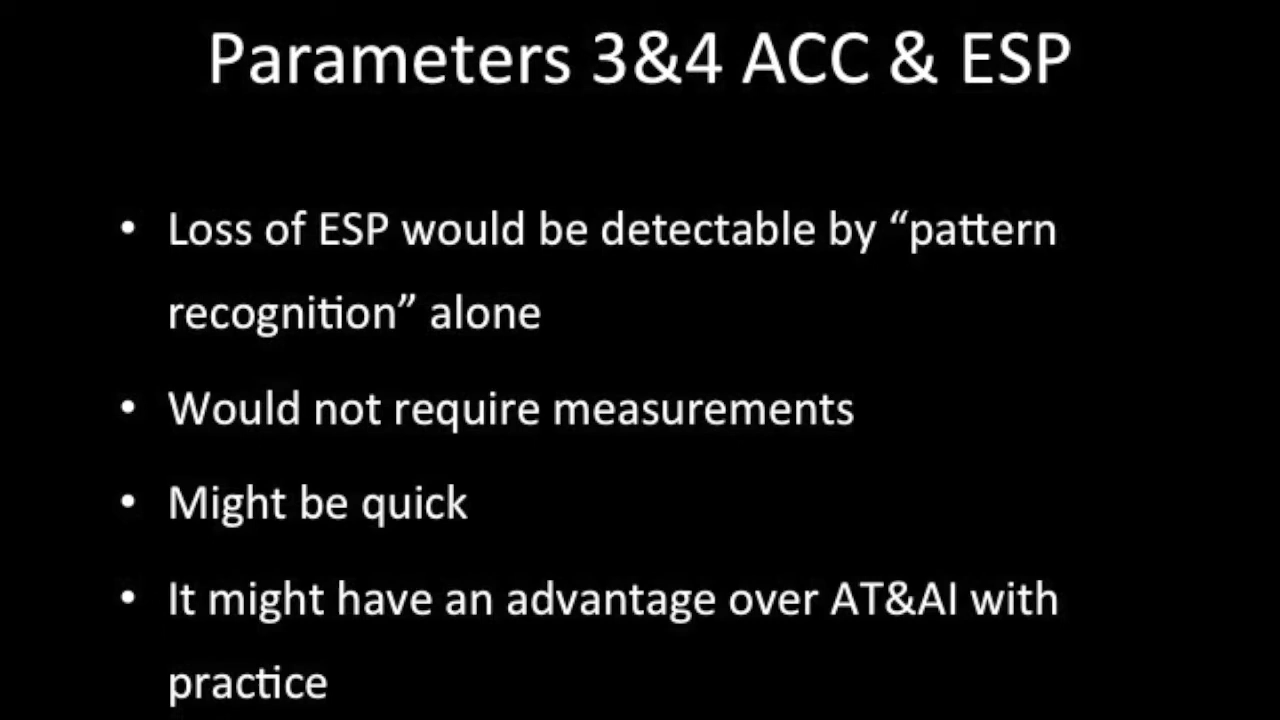 Parameters 3&4 ACC & ESP
• Loss of ESP would be detectable by “pattern
recognition” alone
• Would not require measurements
• Might be quick
• It might have an advantage over AT&AI with
practice